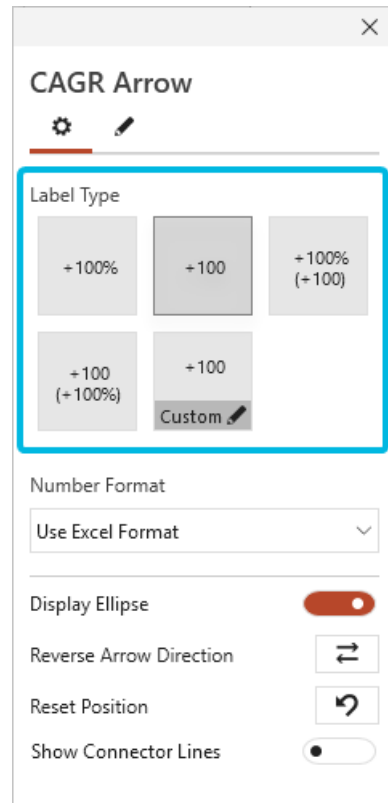 CAGR Arrow
Label Type
+100%
+100
+100%
(+100)
+100
(+100%)
+100
Custom
Number Format
Use Excel Format
Display Ellipse
Reverse Arrow Direction
Reset Position
Show Connector Lines